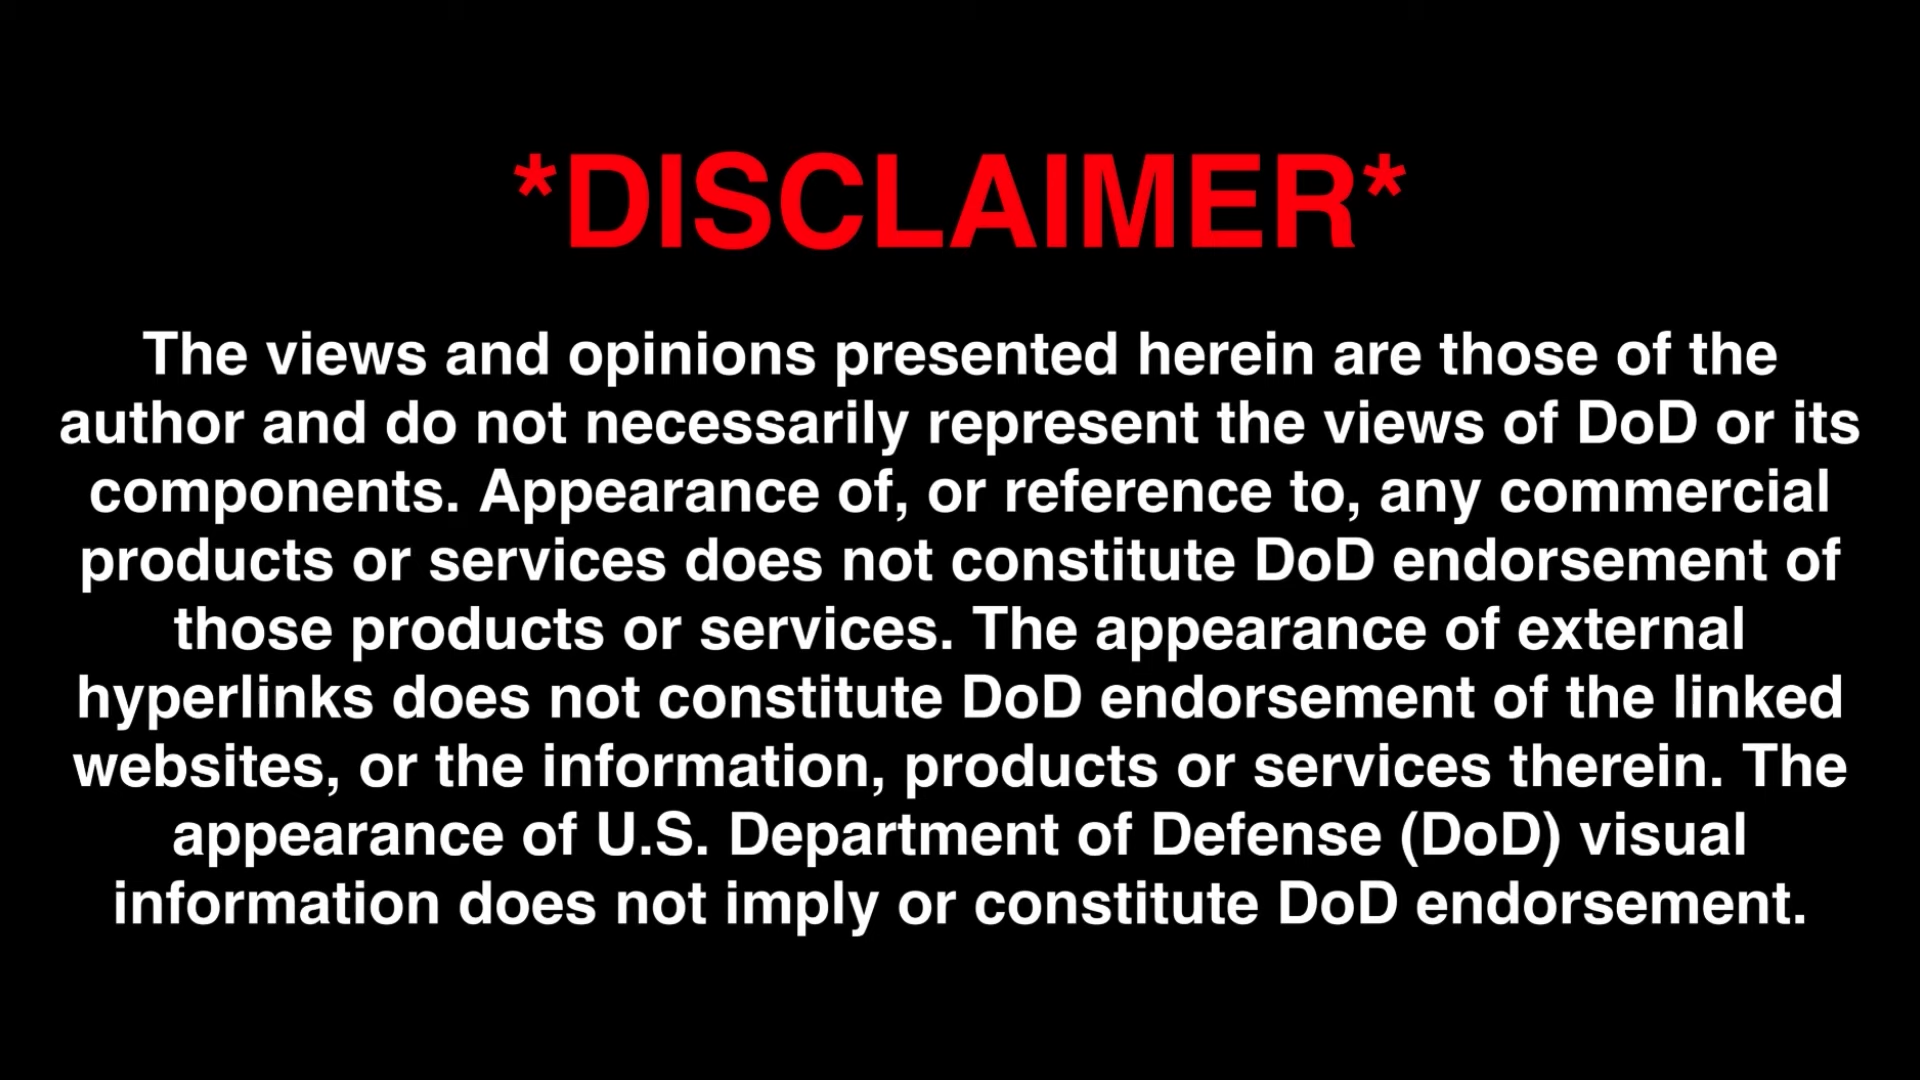 *DISCLAIMER*
The views and opinions presented herein are those of the
author and do not necessarily represent the views of DoD or its
components. Appearance of, or reference to, any commercial
products or services does not constitute DoD endorsement of
those products or services. The appearance of external
hyperlinks does not constitute DoD endorsement of the linked
websites, or the information, products or services therein. The
appearance of U.S. Department of Defense (DoD) visual
information does not imply or constitute DoD endorsement.